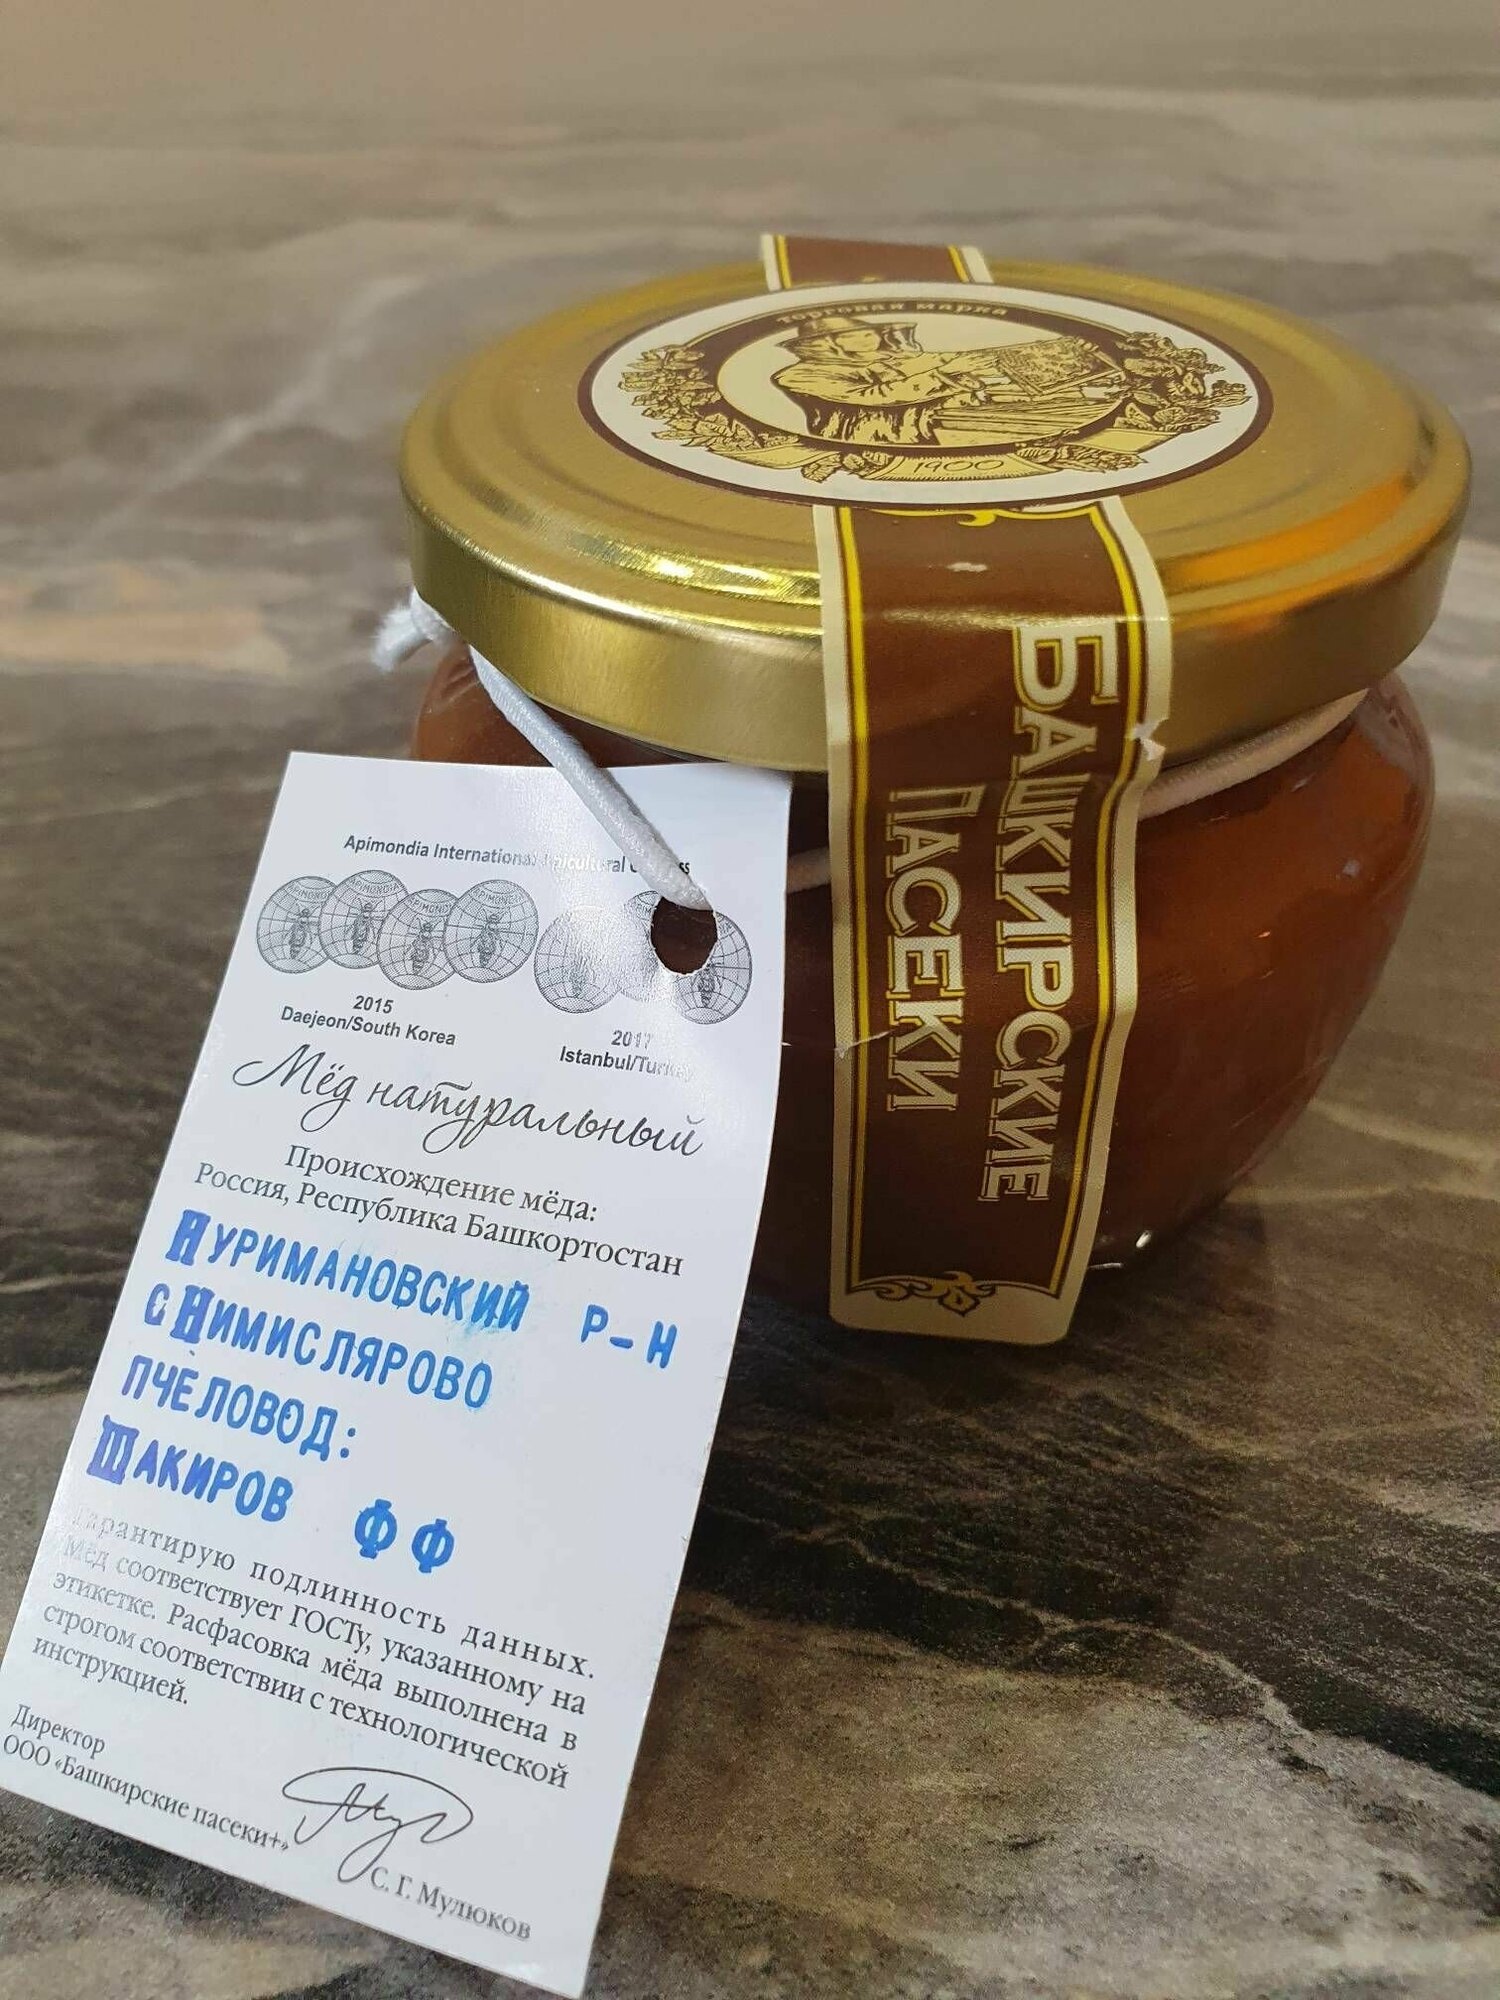 Торговая марка
1900
БАШКИРСКИЕ
ПАСЕКИ
Apimondia International Apicultural
2015
Daejeon/South Korea
2017
Istanbul/Turkey
Мёд натуральный
Происхождение мёда:
Россия, Республика Башкортостан
НУРИМАНОВСКИЙ Р-Н
С НИМИСЛЯРОВО
ПЧЕЛОВОД:
ШАКИРОВ ФФ
Гарантирую подлинность данных.
Мёд соответствует ГОСТу, указанному на
этикетке. Расфасовка мёда выполнена в
строгом соответствии с технологической
инструкцией.
Директор
ООО «Башкирские пасеки+»
С. Г. Мулюков